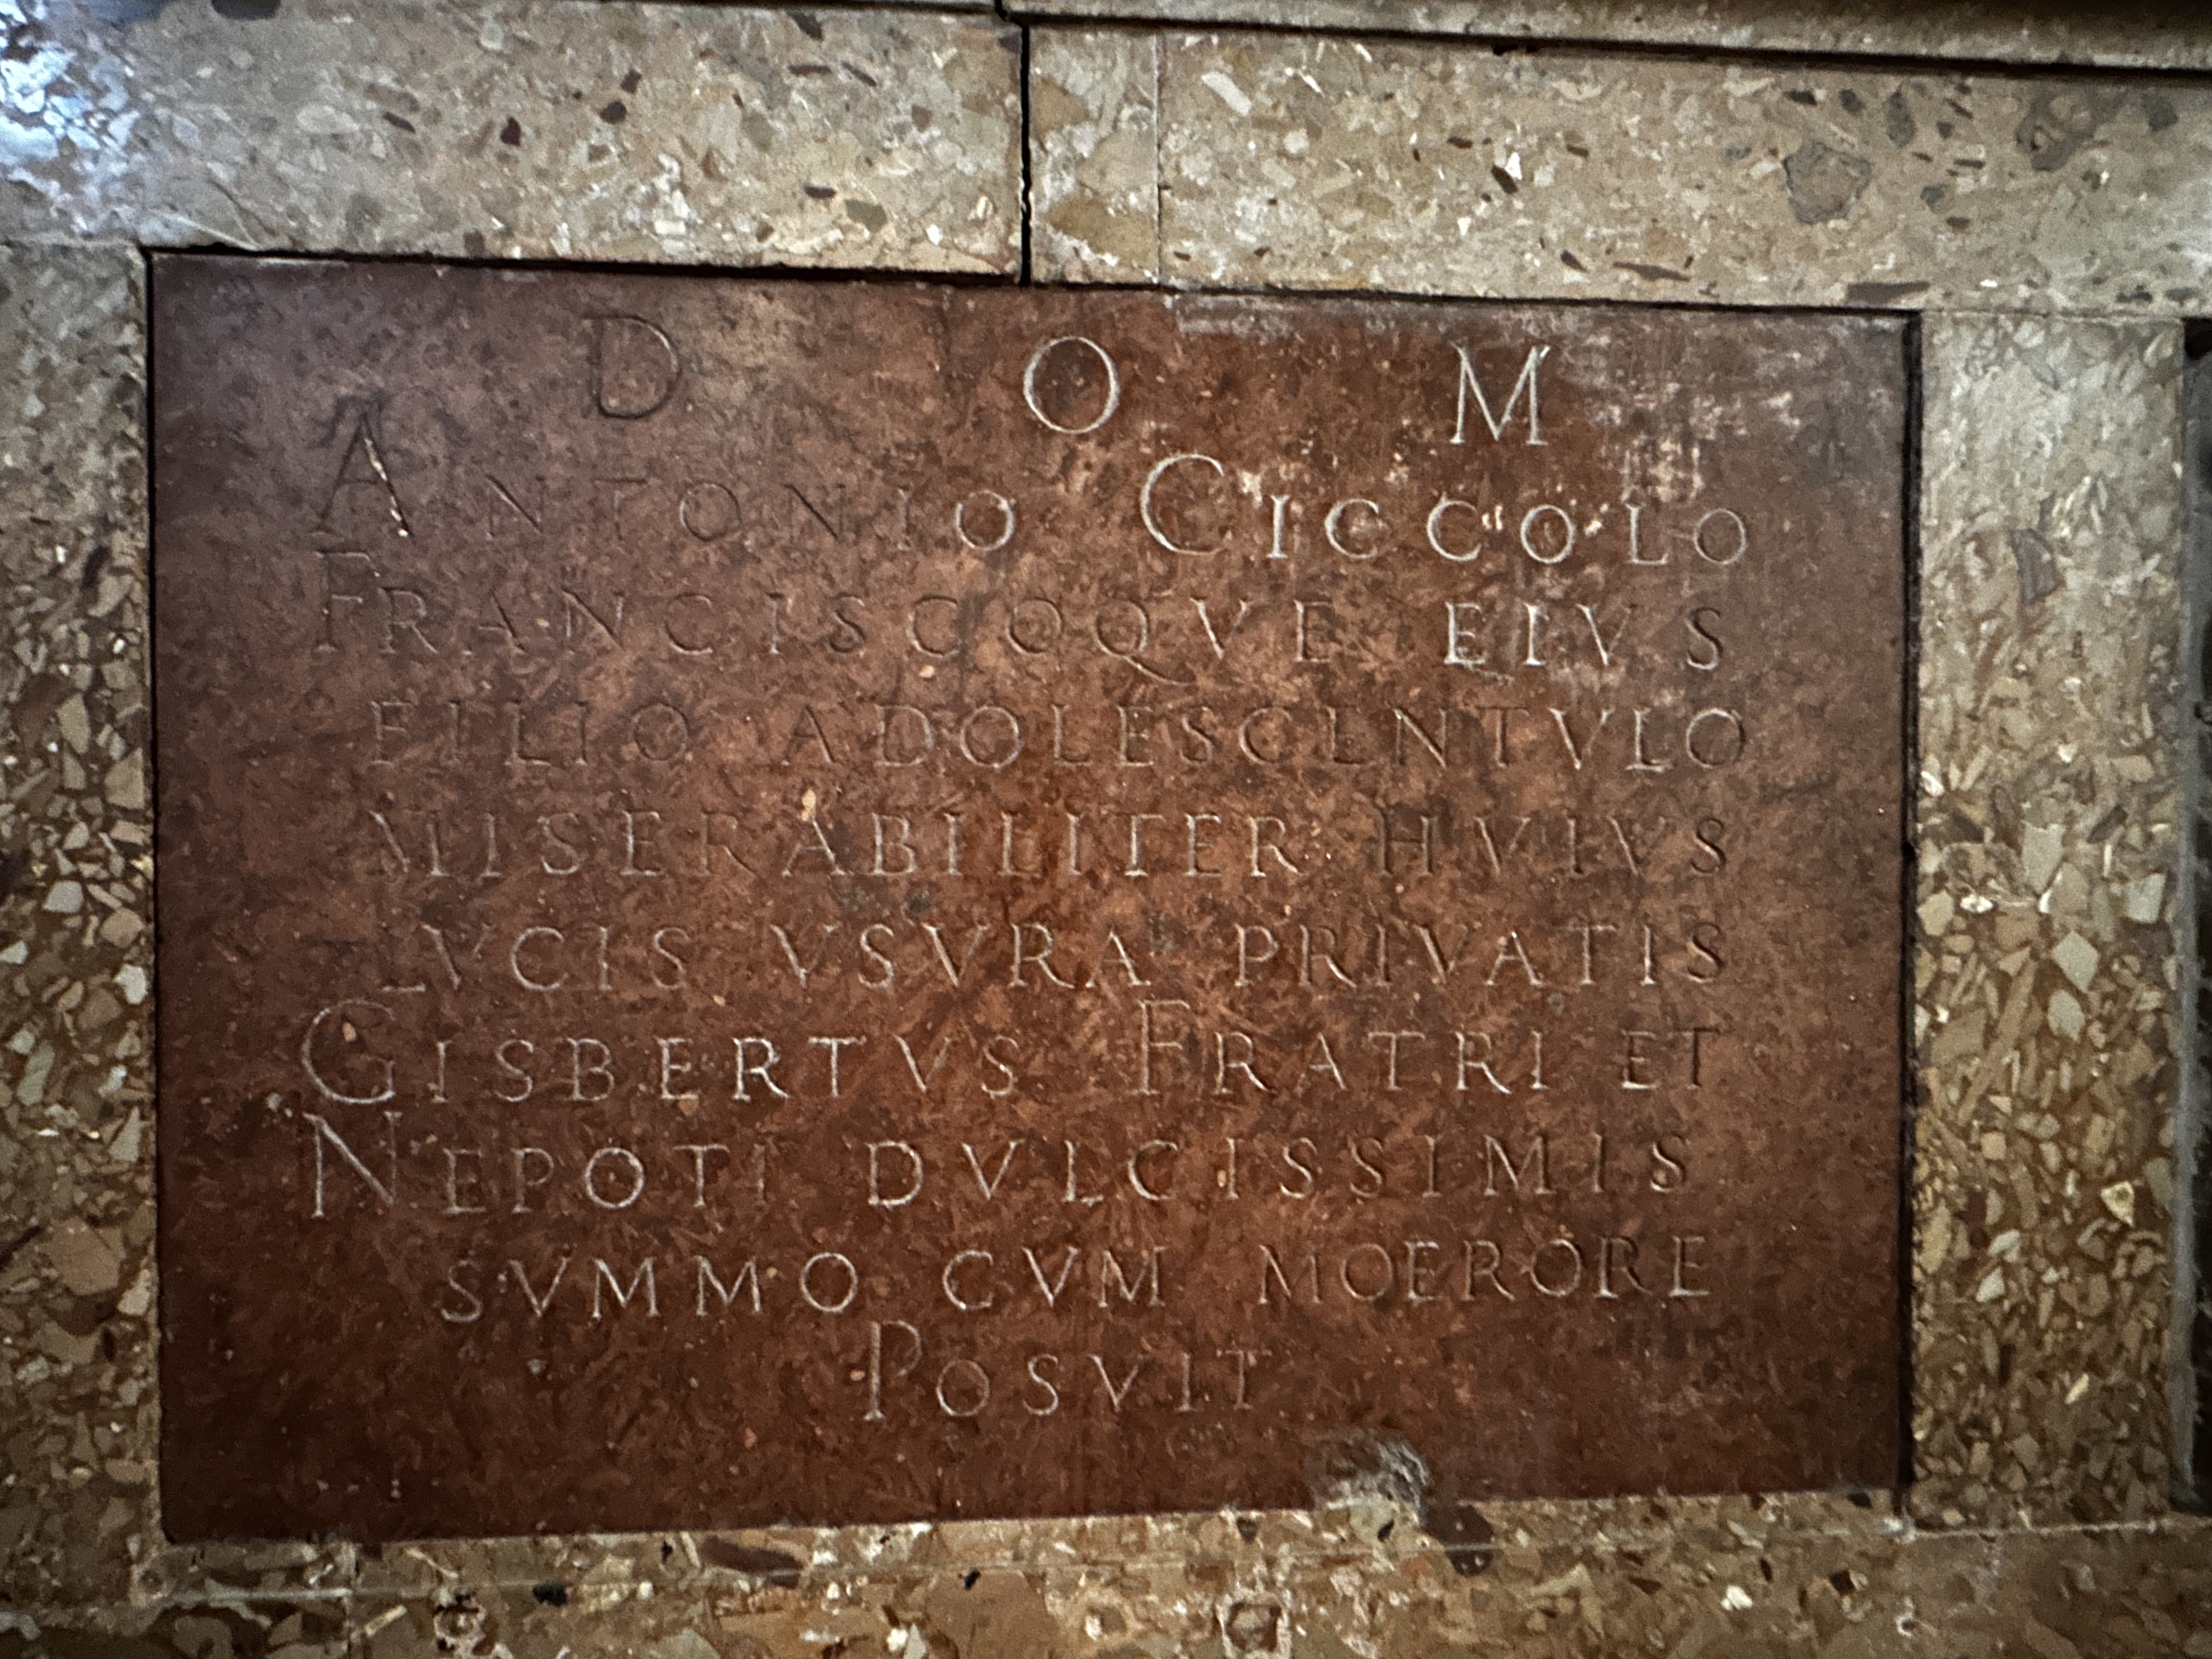 D O M
ANTONIO CICCOLO
FRANCISCOQVE EIVS
FILIO ADOLESCENTVLO
MISERABILITER HVIVS
LVCIS VSVRA PRIVATIS
GISBERTVS FRATRI ET
NEPOTI DVLCISSIMIS
SVMMO CVM MOERORE
POSVIT